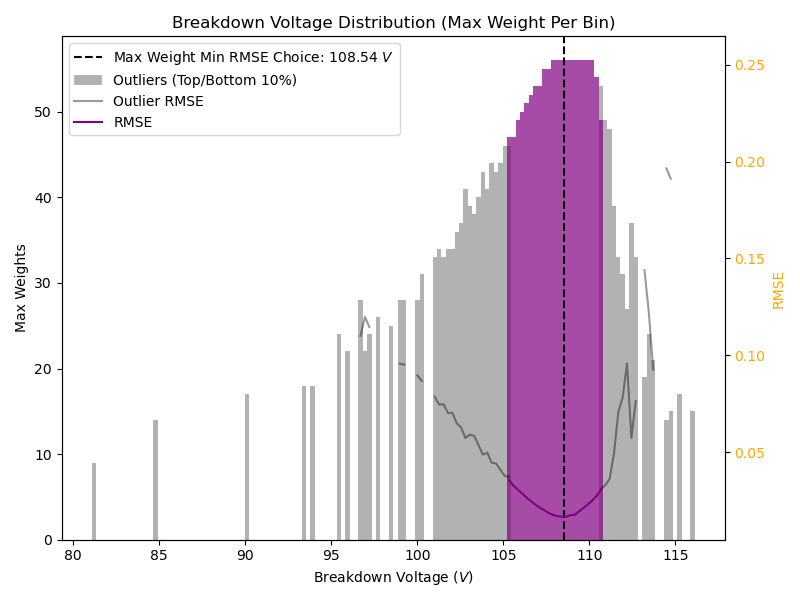 Breakdown Voltage Distribution (Max Weight Per Bin)
Max Weight Min RMSE Choice: 108.54 V
Outliers (Top/Bottom 10%)
Outlier RMSE
RMSE
Max Weights
0
10
20
30
40
50
80
85
90
95
100
105
110
115
Breakdown Voltage (V)
0.25
0.20
0.15
0.10
0.05
RMSE